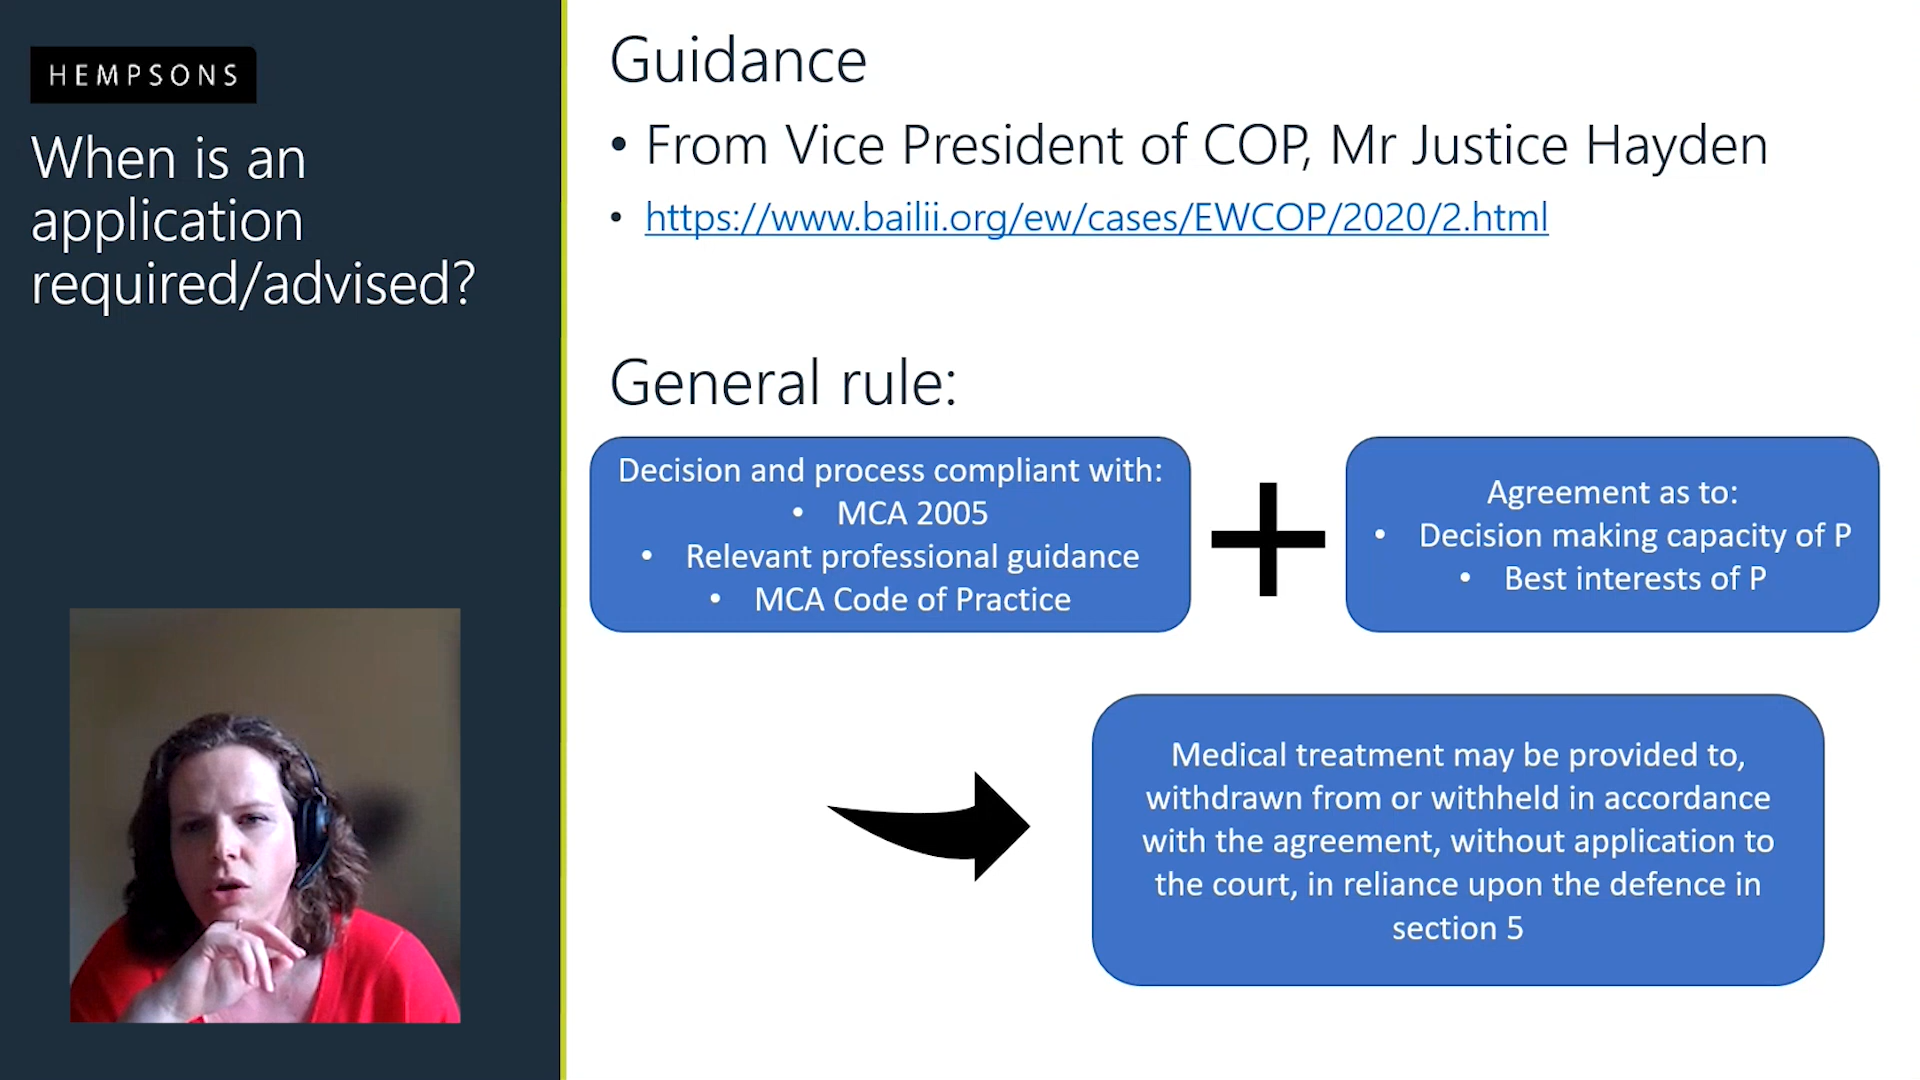 HEMPSONS
When is an
application
required/advised?
Guidance
• From Vice President of COP, Mr Justice Hayden
• https://www.bailii.org/ew/cases/EWCOP/2020/2.html
General rule:
Decision and process compliant with:
• MCA 2005
• Relevant professional guidance
• MCA Code of Practice
Agreement as to:
• Decision making capacity of P
• Best interests of P
Medical treatment may be provided to,
withdrawn from or withheld in accordance
with the agreement, without application to
the court, in reliance upon the defence in
section 5